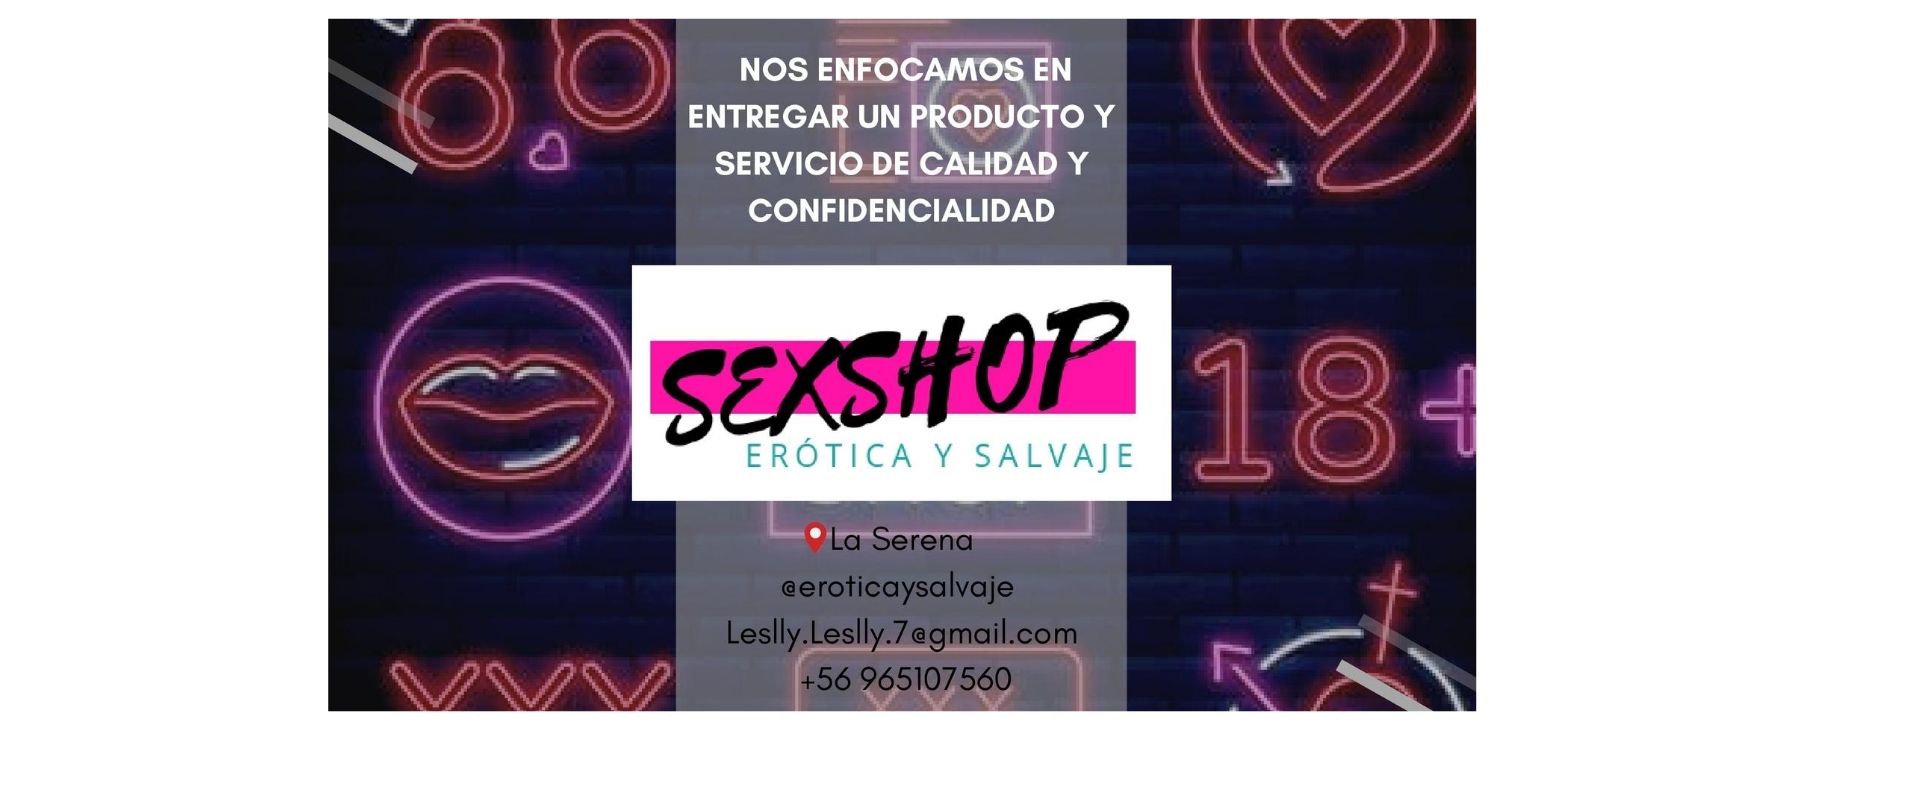 NOS ENFOCAMOS EN
ENTREGAR UN PRODUCTO Y
SERVICIO DE CALIDAD Y
CONFIDENCIALIDAD
SEXSHOP
ERÓTICA Y SALVAJE
18+
La Serena
@eroticaysalvaje
Leslly.Leslly.7@gmail.com
+56 965107560